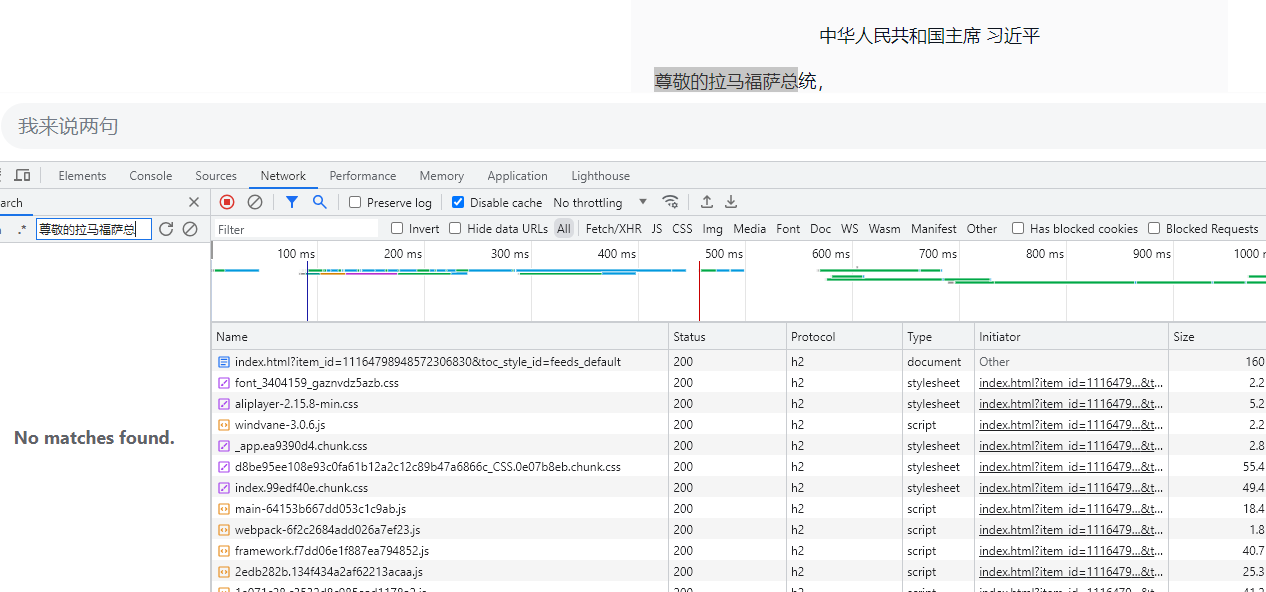 中华人民共和国主席 习近平
尊敬的拉马福萨总统，
我来说两句
Elements Console Sources Network Performance Memory Application Lighthouse
arch Preserve log Disable cache No throttling
.* 尊敬的拉马福萨总 Filter Invert Hide data URLs All Fetch/XHR JS CSS Img Media Font Doc WS Wasm Manifest Other Has blocked cookies Blocked Requests
100 ms 200 ms 300 ms 400 ms 500 ms 600 ms 700 ms 800 ms 900 ms 1000 m
Name Status Protocol Type Initiator Size
index.html?item_id=11164798948572306830&toc_style_id=feeds_default 200 h2 document Other 160
font_3404159_gaznvdz5azb.css 200 h2 stylesheet index.html?item_id=1116479...&t... 2.2
aliplayer-2.15.8-min.css 200 h2 stylesheet index.html?item_id=1116479...&t... 5.2
windvane-3.0.6.js 200 h2 script index.html?item_id=1116479...&t... 2.2
_app.ea9390d4.chunk.css 200 h2 stylesheet index.html?item_id=1116479...&t... 2.8
d8be95ee108e93c0fa61b12a2c12c89b47a6866c_CSS.0e07b8eb.chunk.css 200 h2 stylesheet index.html?item_id=1116479...&t... 55.4
index.99edf40e.chunk.css 200 h2 stylesheet index.html?item_id=1116479...&t... 49.4
No matches found.
main-64153b667dd053c1c9ab.js 200 h2 script index.html?item_id=1116479...&t... 18.4
webpack-6f2c2684add026a7ef23.js 200 h2 script index.html?item_id=1116479...&t... 1.8
framework.f7dd06e1f887ea794852.js 200 h2 script index.html?item_id=1116479...&t... 40.7
2edb282b.134f434a2af62213acaa.js 200 h2 script index.html?item_id=1116479...&t... 25.3